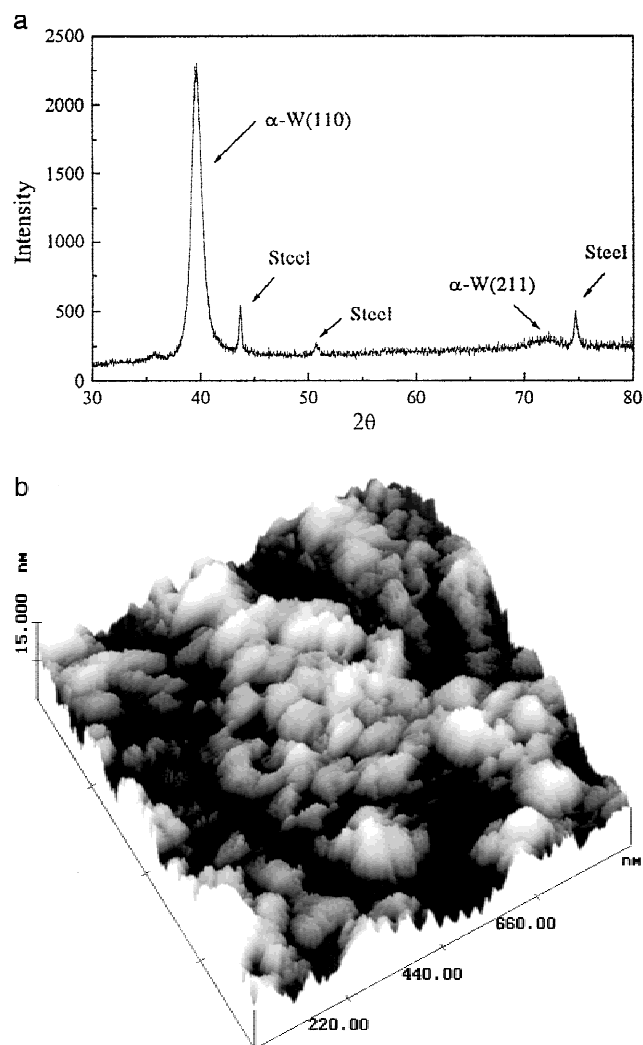 a
2500
2000
1500
1000
500
0
Intensity
α-W(110)
Steel
Steel
α-W(211)
Steel
30 40 50 60 70 80
2θ
b
15.000 nm
nm
660.00
440.00
220.00